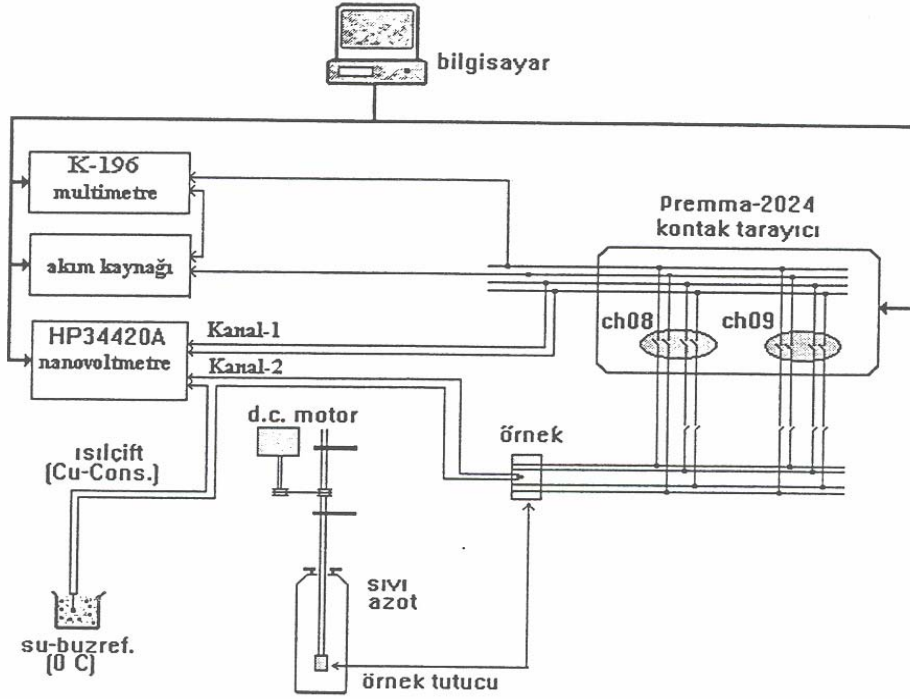 bilgisayar
K-196
multimetre
akım kaynağı
HP34420A
nanovoltmetre
Kanal-1
Kanal-2
Premma-2024
kontak tarayıcı
ch08
ch09
d.c. motor
örnek
ısılçift
(Cu-Cons.)
sıvı
azot
su-buzref.
(0 C)
örnek tutucu